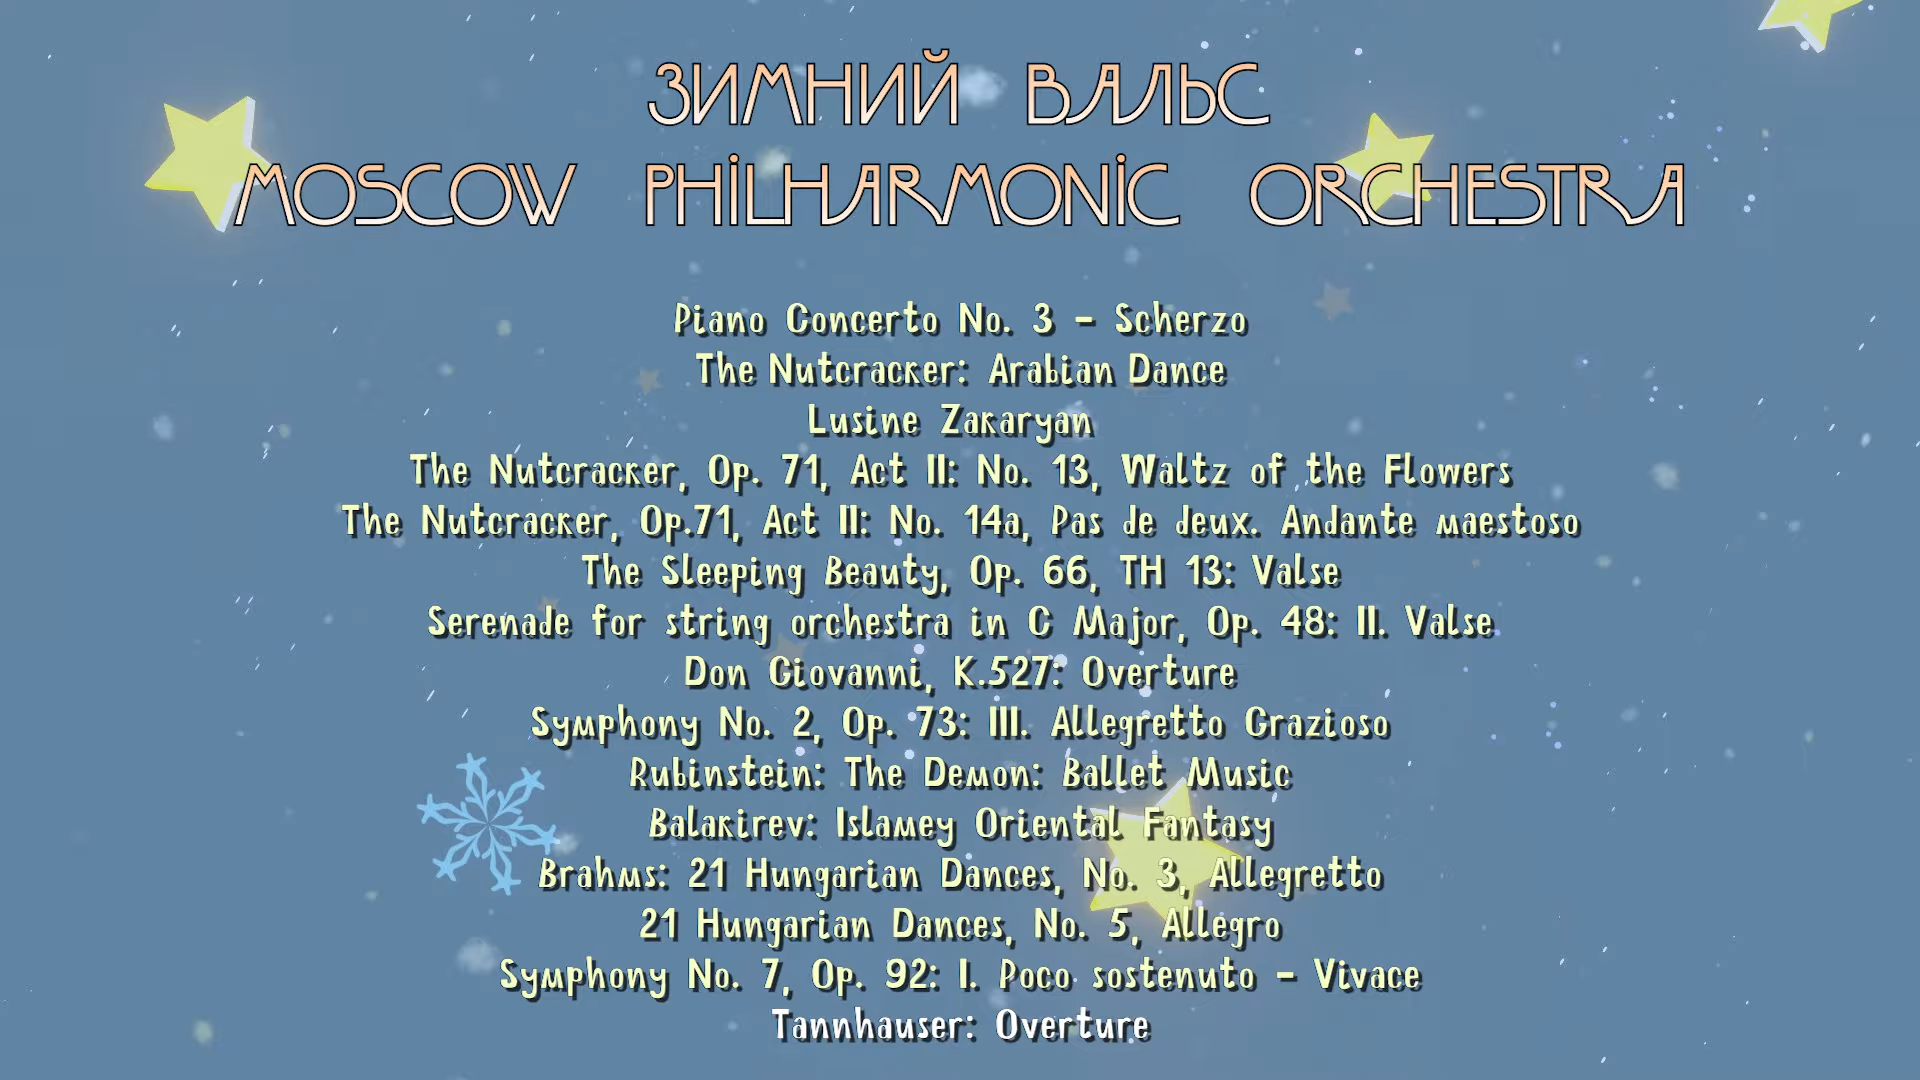 ЗИМНИЙ ВАЛЬС
MOSCOW PHILHARMONIC ORCHESTRA
Piano Concerto No. 3 - Scherzo
The Nutcracker: Arabian Dance
Lusine Zakaryan
The Nutcracker, Op. 71, Act II: No. 13, Waltz of the Flowers
The Nutcracker, Op.71, Act II: No. 14a, Pas de deux. Andante maestoso
The Sleeping Beauty, Op. 66, TH 13: Valse
Serenade for string orchestra in C Major, Op. 48: II. Valse
Don Giovanni, K.527: Overture
Symphony No. 2, Op. 73: III. Allegretto Grazioso
Rubinstein: The Demon: Ballet Music
Balakirev: Islamey Oriental Fantasy
Brahms: 21 Hungarian Dances, No. 3, Allegretto
21 Hungarian Dances, No. 5, Allegro
Symphony No. 7, Op. 92: I. Poco sostenuto - Vivace
Tannhauser: Overture